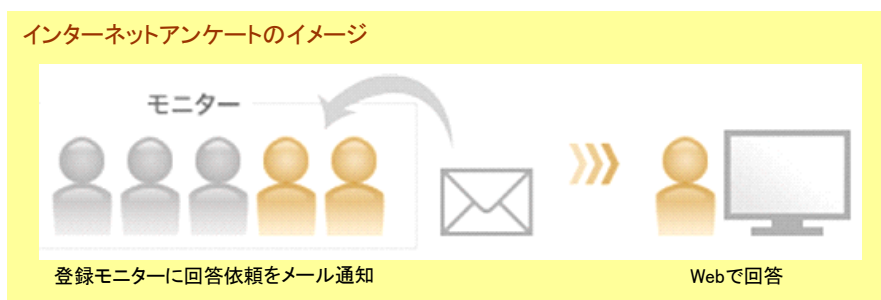 インターネットアンケートのイメージ
モニター
登録モニターに回答依頼をメール通知
Webで回答